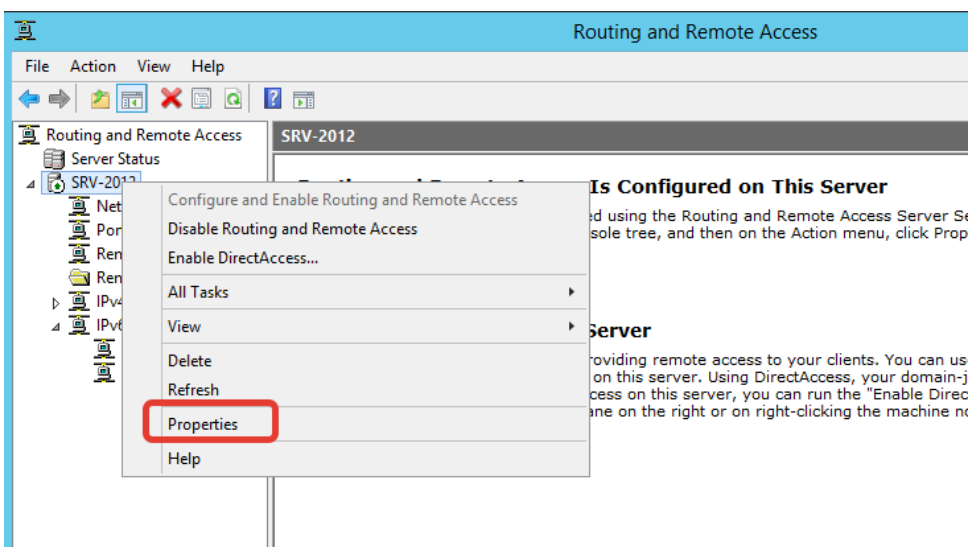 Routing and Remote Access
File Action View Help
Routing and Remote Access
Server Status
SRV-2012
Net
Por
Ren
Ren
IPv4
IPv6
SRV-2012
Is Configured on This Server
ed using the Routing and Remote Access Server Se
sole tree, and then on the Action menu, click Prop
Server
roviding remote access to your clients. You can us
on this server. Using DirectAccess, your domain-j
cess on this server, you can run the "Enable Direc
ane on the right or on right-clicking the machine no
Configure and Enable Routing and Remote Access
Disable Routing and Remote Access
Enable DirectAccess...
All Tasks
View
Delete
Refresh
Properties
Help